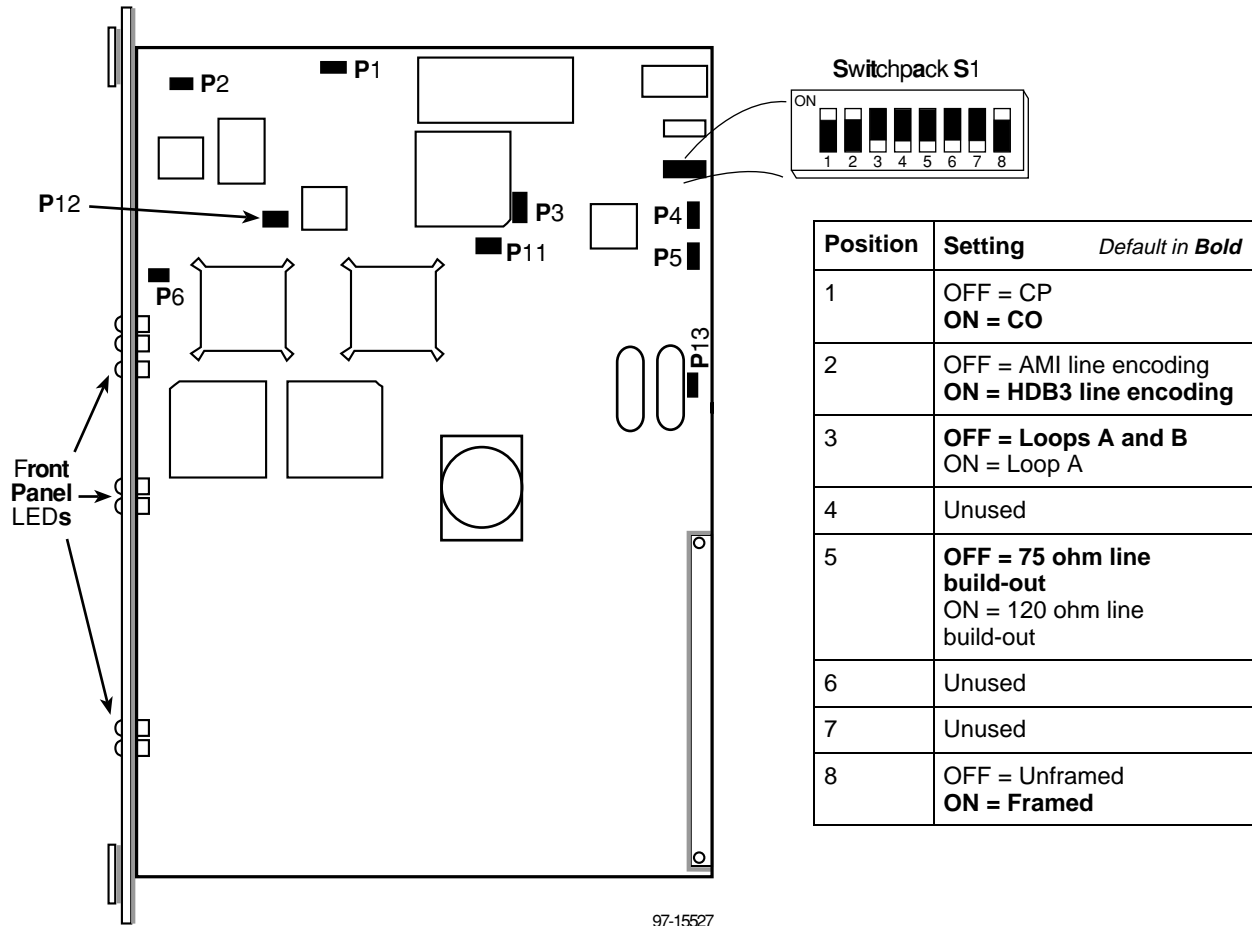 P2
P1
Switchpack S1
ON
1 2 3 4 5 6 7 8
P12
P3
P4
P11
P5
P6
P13
Front
Panel
LEDs
Position Setting Default in Bold
1 OFF = CP
ON = CO
2 OFF = AMI line encoding
ON = HDB3 line encoding
3 OFF = Loops A and B
ON = Loop A
4 Unused
5 OFF = 75 ohm line
build-out
ON = 120 ohm line
build-out
6 Unused
7 Unused
8 OFF = Unframed
ON = Framed
97-15527